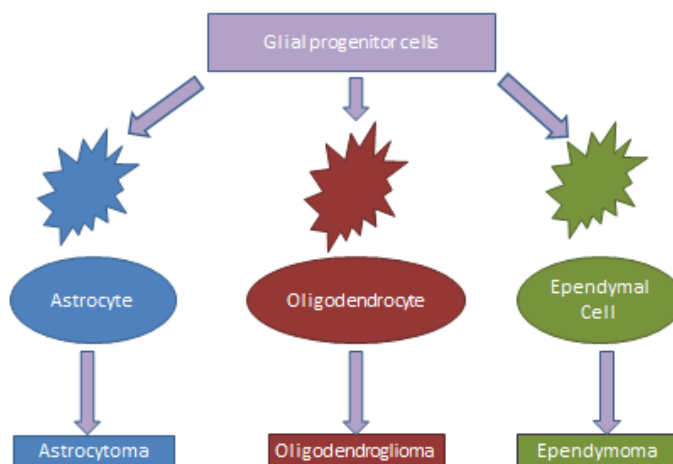 Glial progenitor cells
Astrocyte
Oligodendrocyte
Ependymal
Cell
Astrocytoma
Oligodendroglioma
Ependymoma